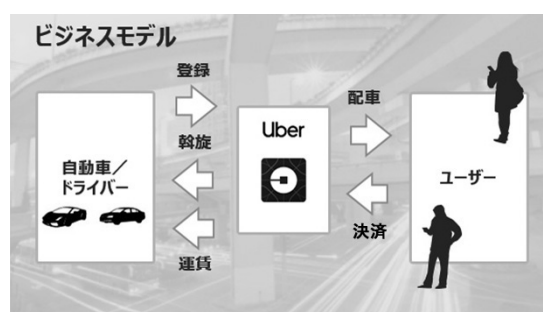 ビジネスモデル
登録
配車
斡旋
Uber
自動車／
ドライバー
ユーザー
決済
運賃